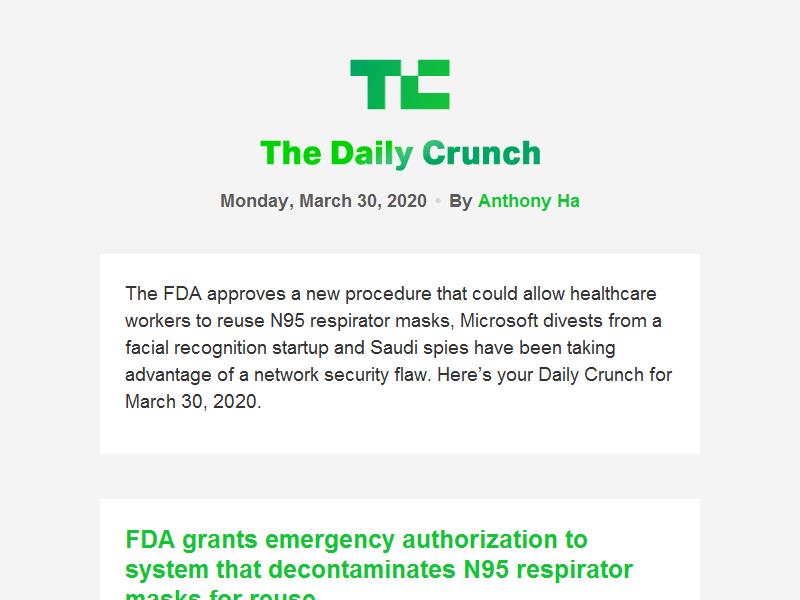 TC
The Daily Crunch
Monday, March 30, 2020 • By Anthony Ha
The FDA approves a new procedure that could allow healthcare
workers to reuse N95 respirator masks, Microsoft divests from a
facial recognition startup and Saudi spies have been taking
advantage of a network security flaw. Here’s your Daily Crunch for
March 30, 2020.
FDA grants emergency authorization to
system that decontaminates N95 respirator
masks for reuse